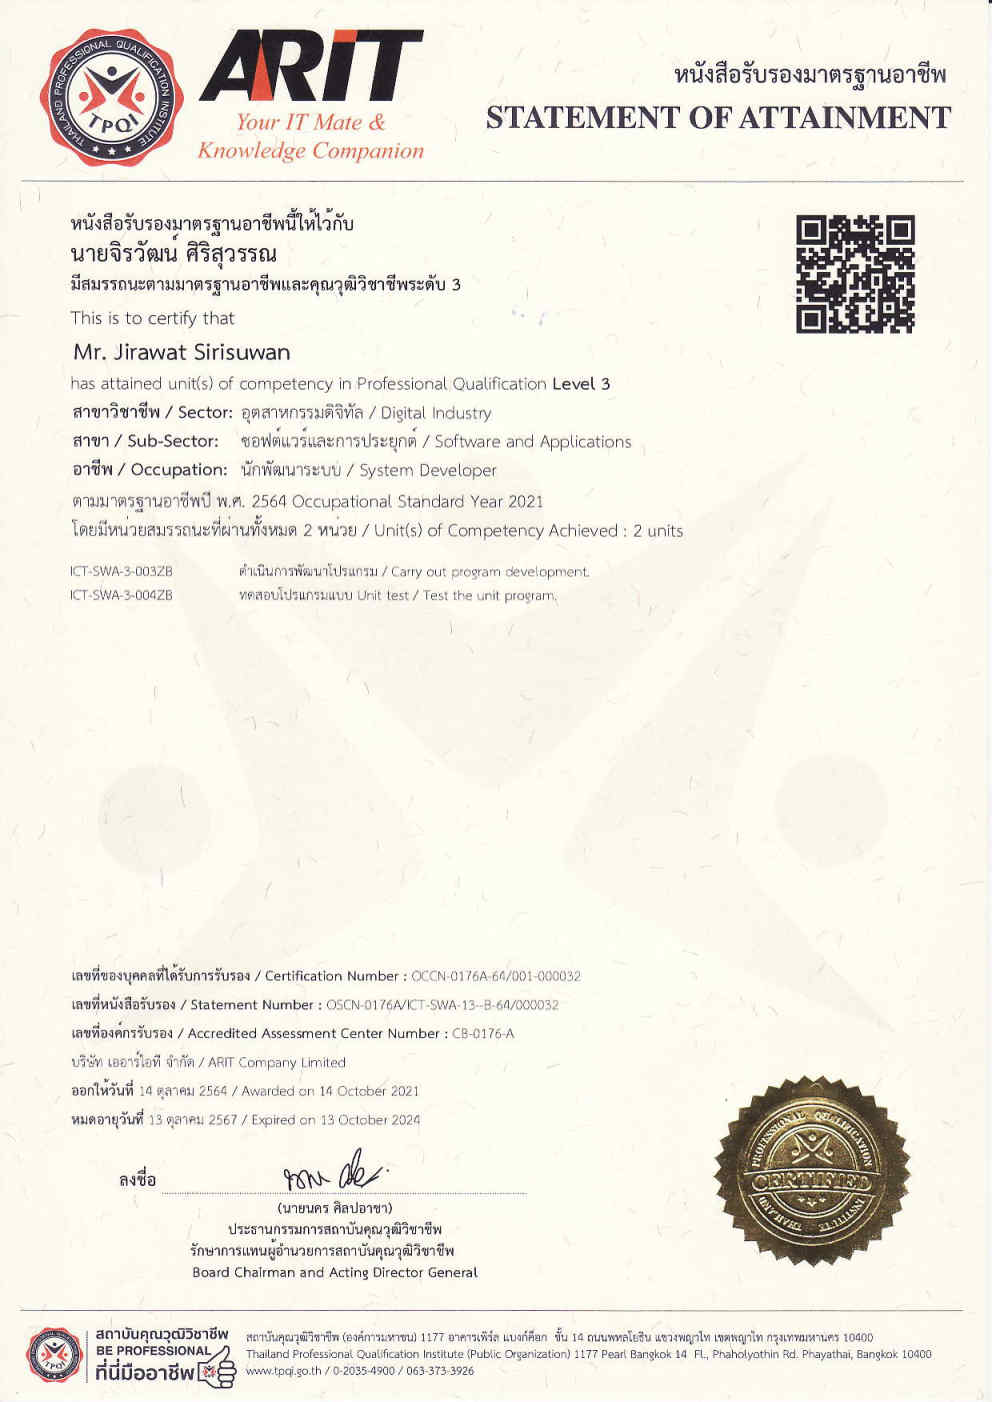 THAILAND PROFESSIONAL QUALIFICATION INSTITUTE
TPQI
ARiT
Your IT Mate &
Knowledge Companion
หนังสือรับรองมาตรฐานอาชีพ
STATEMENT OF ATTAINMENT
หนังสือรับรองมาตรฐานอาชีพนี้ให้ไว้กับ
นายจิรวัฒน์ ศิริสุวรรณ
มีสมรรถนะตามมาตรฐานอาชีพและคุณวุฒิวิชาชีพระดับ 3
This is to certify that
Mr. Jirawat Sirisuwan
has attained unit(s) of competency in Professional Qualification Level 3
สาขาวิชาชีพ / Sector: อุตสาหกรรมดิจิทัล / Digital Industry
สาขา / Sub-Sector: ซอฟต์แวร์และการประยุกต์ / Software and Applications
อาชีพ / Occupation: นักพัฒนาระบบ / System Developer
ตามมาตรฐานอาชีพปี พ.ศ. 2564 Occupational Standard Year 2021
โดยมีหน่วยสมรรถนะที่ผ่านทั้งหมด 2 หน่วย / Unit(s) of Competency Achieved : 2 units
ICT-SWA-3-003ZB ดำเนินการพัฒนาโปรแกรม / Carry out program development.
ICT-SWA-3-004ZB ทดสอบโปรแกรมแบบ Unit test / Test the unit program.
เลขที่ของบุคคลที่ได้รับการรับรอง / Certification Number : OCCN-0176A-64/001-000032
เลขที่หนังสือรับรอง / Statement Number : OSCN-0176A/ICT-SWA-13--B-64/000032
เลขที่องค์กรรับรอง / Accredited Assessment Center Number : CB-0176-A
บริษัท เออาร์ไอที จำกัด / ARIT Company Limited
ออกให้วันที่ 14 ตุลาคม 2564 / Awarded on 14 October 2021
หมดอายุวันที่ 13 ตุลาคม 2567 / Expired on 13 October 2024
PROFESSIONAL QUALIFICATION
CERTIFIED
THAILAND INSTITUTE
ลงชื่อ
(นายนคร ศิลปอาชา)
ประธานกรรมการสถาบันคุณวุฒิวิชาชีพ
รักษาการแทนผู้อำนวยการสถาบันคุณวุฒิวิชาชีพ
Board Chairman and Acting Director General
TPQI
สถาบันคุณวุฒิวิชาชีพ
BE PROFESSIONAL
ที่นี่มืออาชีพ
สถาบันคุณวุฒิวิชาชีพ (องค์การมหาชน) 1177 อาคารเพิร์ล แบงก์ค็อก ชั้น 14 ถนนพหลโยธิน แขวงพญาไท เขตพญาไท กรุงเทพมหานคร 10400
Thailand Professional Qualification Institute (Public Organization) 1177 Pearl Bangkok 14 FL., Phaholyothin Rd. Phayathai, Bangkok 10400
www.tpqi.go.th / 0-2035-4900 / 063-373-3926